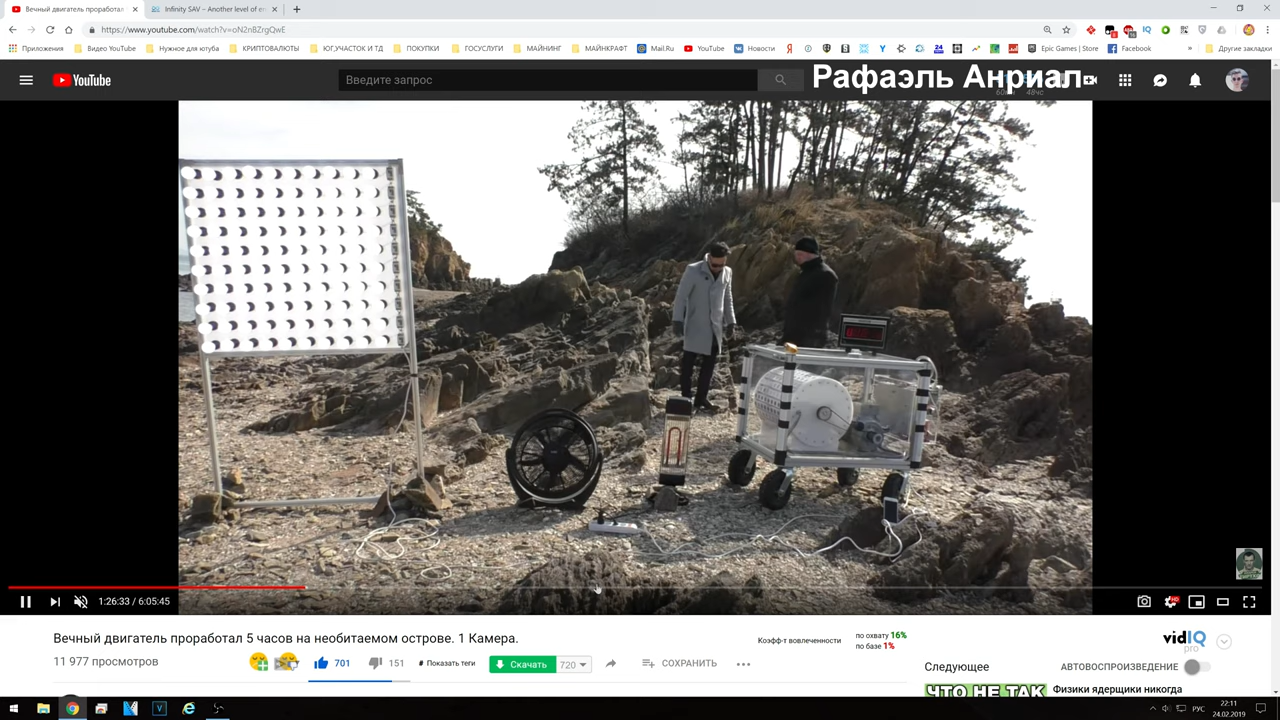 Вечный двигатель проработал
Infinity SAV – Another level of en
https://www.youtube.com/watch?v=oN2nBZrgQwE
Приложения
Видео YouTube
Нужное для ютуба
КРИПТОВАЛЮТЫ
ЮГ,УЧАСТОК И ТД
ПОКУПКИ
ГОСУСЛУГИ
МАЙНИНГ
МАЙНКРАФТ
Mail.Ru
YouTube
Новости
Epic Games | Store
Facebook
Другие закладки
YouTube
Введите запрос
Рафаэль Анриал
1:26:33 / 6:05:45
HD
Вечный двигатель проработал 5 часов на необитаемом острове. 1 Камера.
11 977 просмотров
701
151
# Показать теги
Скачать
720
СОХРАНИТЬ
Коэфф-т вовлеченности
по охвату 16%
по базе 1%
vidIQ
pro
Следующее
АВТОВОСПРОИЗВЕДЕНИЕ
ЧТО НЕ ТАК
Физики ядерщики никогда
РУС
22:11
24.02.2019